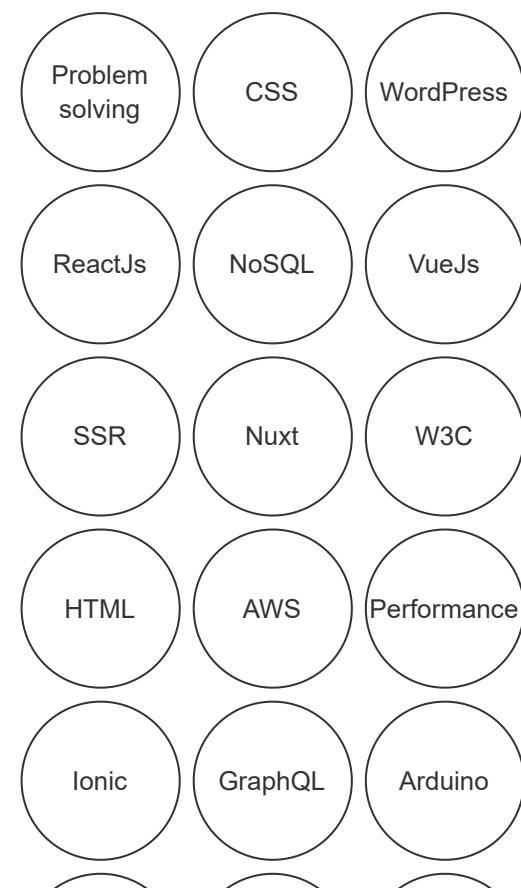 Problem
solving
CSS
WordPress
ReactJs
NoSQL
VueJs
SSR
Nuxt
W3C
HTML
AWS
Performance
Ionic
GraphQL
Arduino